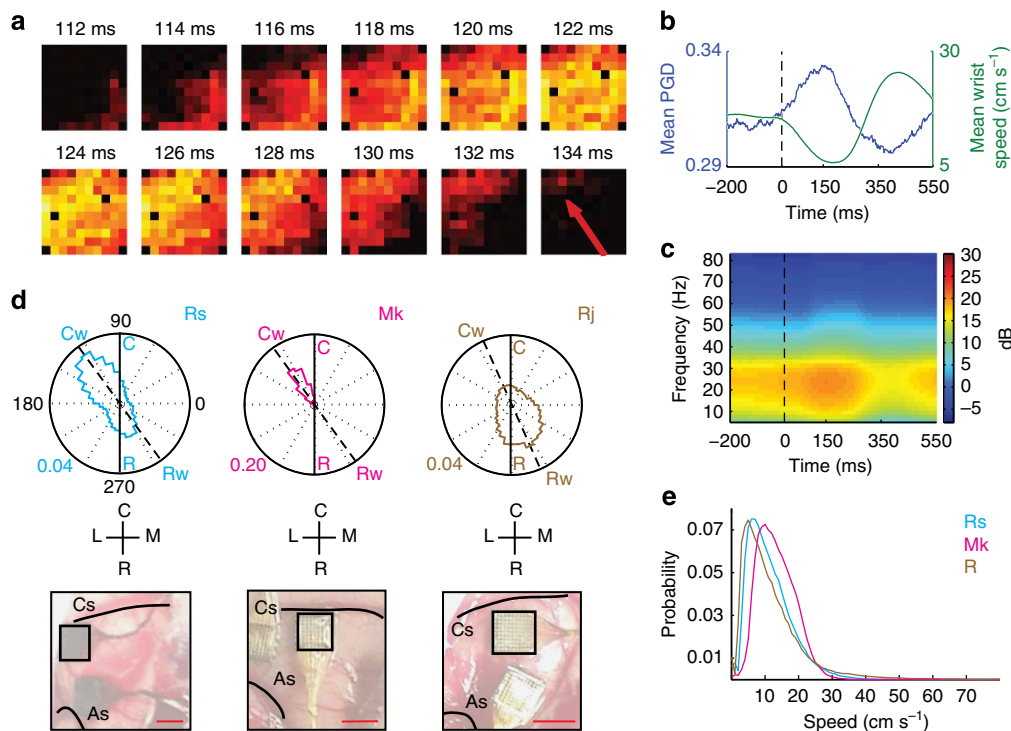 a
112 ms 114 ms 116 ms 118 ms 120 ms 122 ms
124 ms 126 ms 128 ms 130 ms 132 ms 134 ms
b
0.34
0.29
Mean PGD
30
5
Mean wrist
speed (cm s⁻¹)
−200 0 150 350 550
Time (ms)
c
80
70
60
50
40
30
20
10
Frequency (Hz)
−200 0 150 350 550
Time (ms)
30
25
20
15
10
5
0
−5
dB
d
Rs
90
Cw
C
180
0
0.04
R
Rw
270
Mk
Cw
C
0.20
R
Rw
Rj
Cw
C
0.04
R
Rw
C
L M
R
C
L M
R
C
L M
R
Cs
As
Cs
As
Cs
As
e
0.07
0.05
0.03
0.01
Probability
Rs
Mk
R
10 20 30 40 50 60 70
Speed (cm s⁻¹)